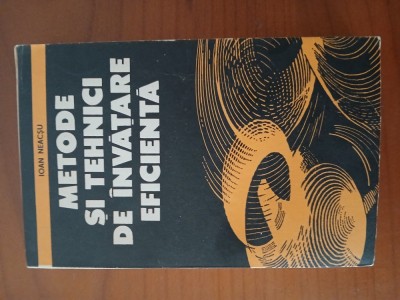 IOAN NEACȘU
METODE
ȘI TEHNICI
DE ÎNVĂȚARE
EFICIENTĂ